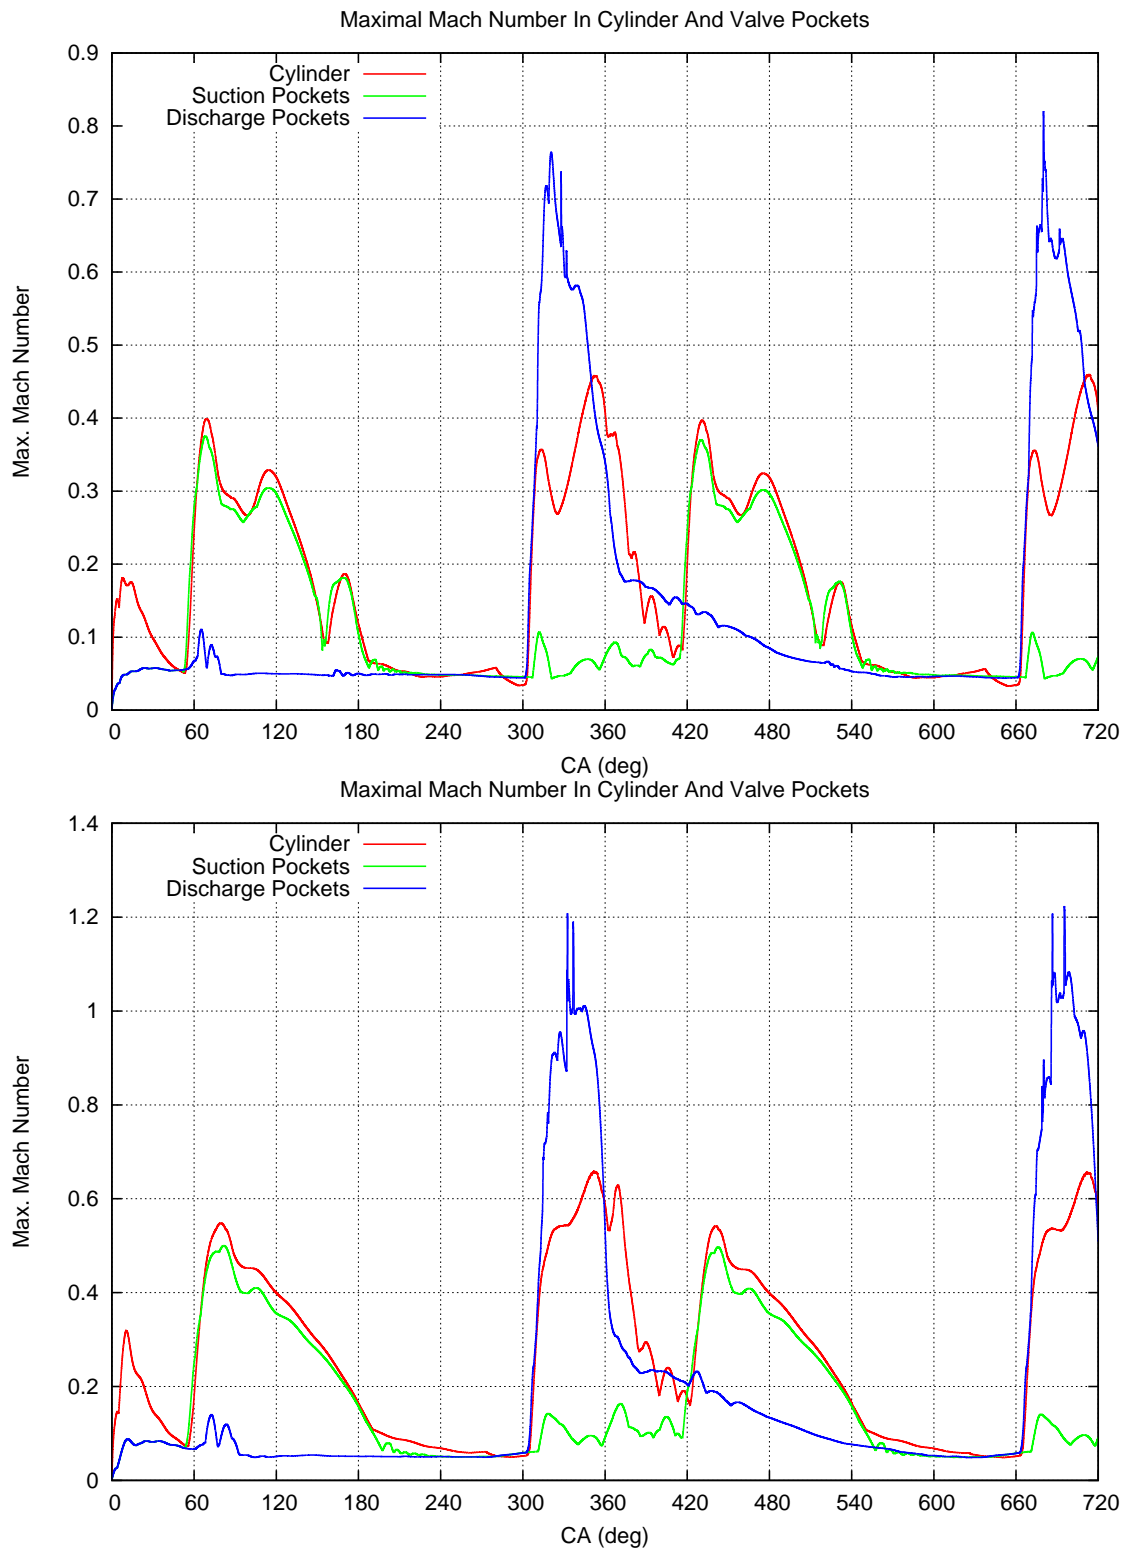 Maximal Mach Number In Cylinder And Valve Pockets
0.9
0.8
0.7
0.6
0.5
0.4
0.3
0.2
0.1
0
Max. Mach Number
Cylinder
Suction Pockets
Discharge Pockets
0 60 120 180 240 300 360 420 480 540 600 660 720
CA (deg)
Maximal Mach Number In Cylinder And Valve Pockets
1.4
1.2
1
0.8
0.6
0.4
0.2
0
Max. Mach Number
Cylinder
Suction Pockets
Discharge Pockets
0 60 120 180 240 300 360 420 480 540 600 660 720
CA (deg)